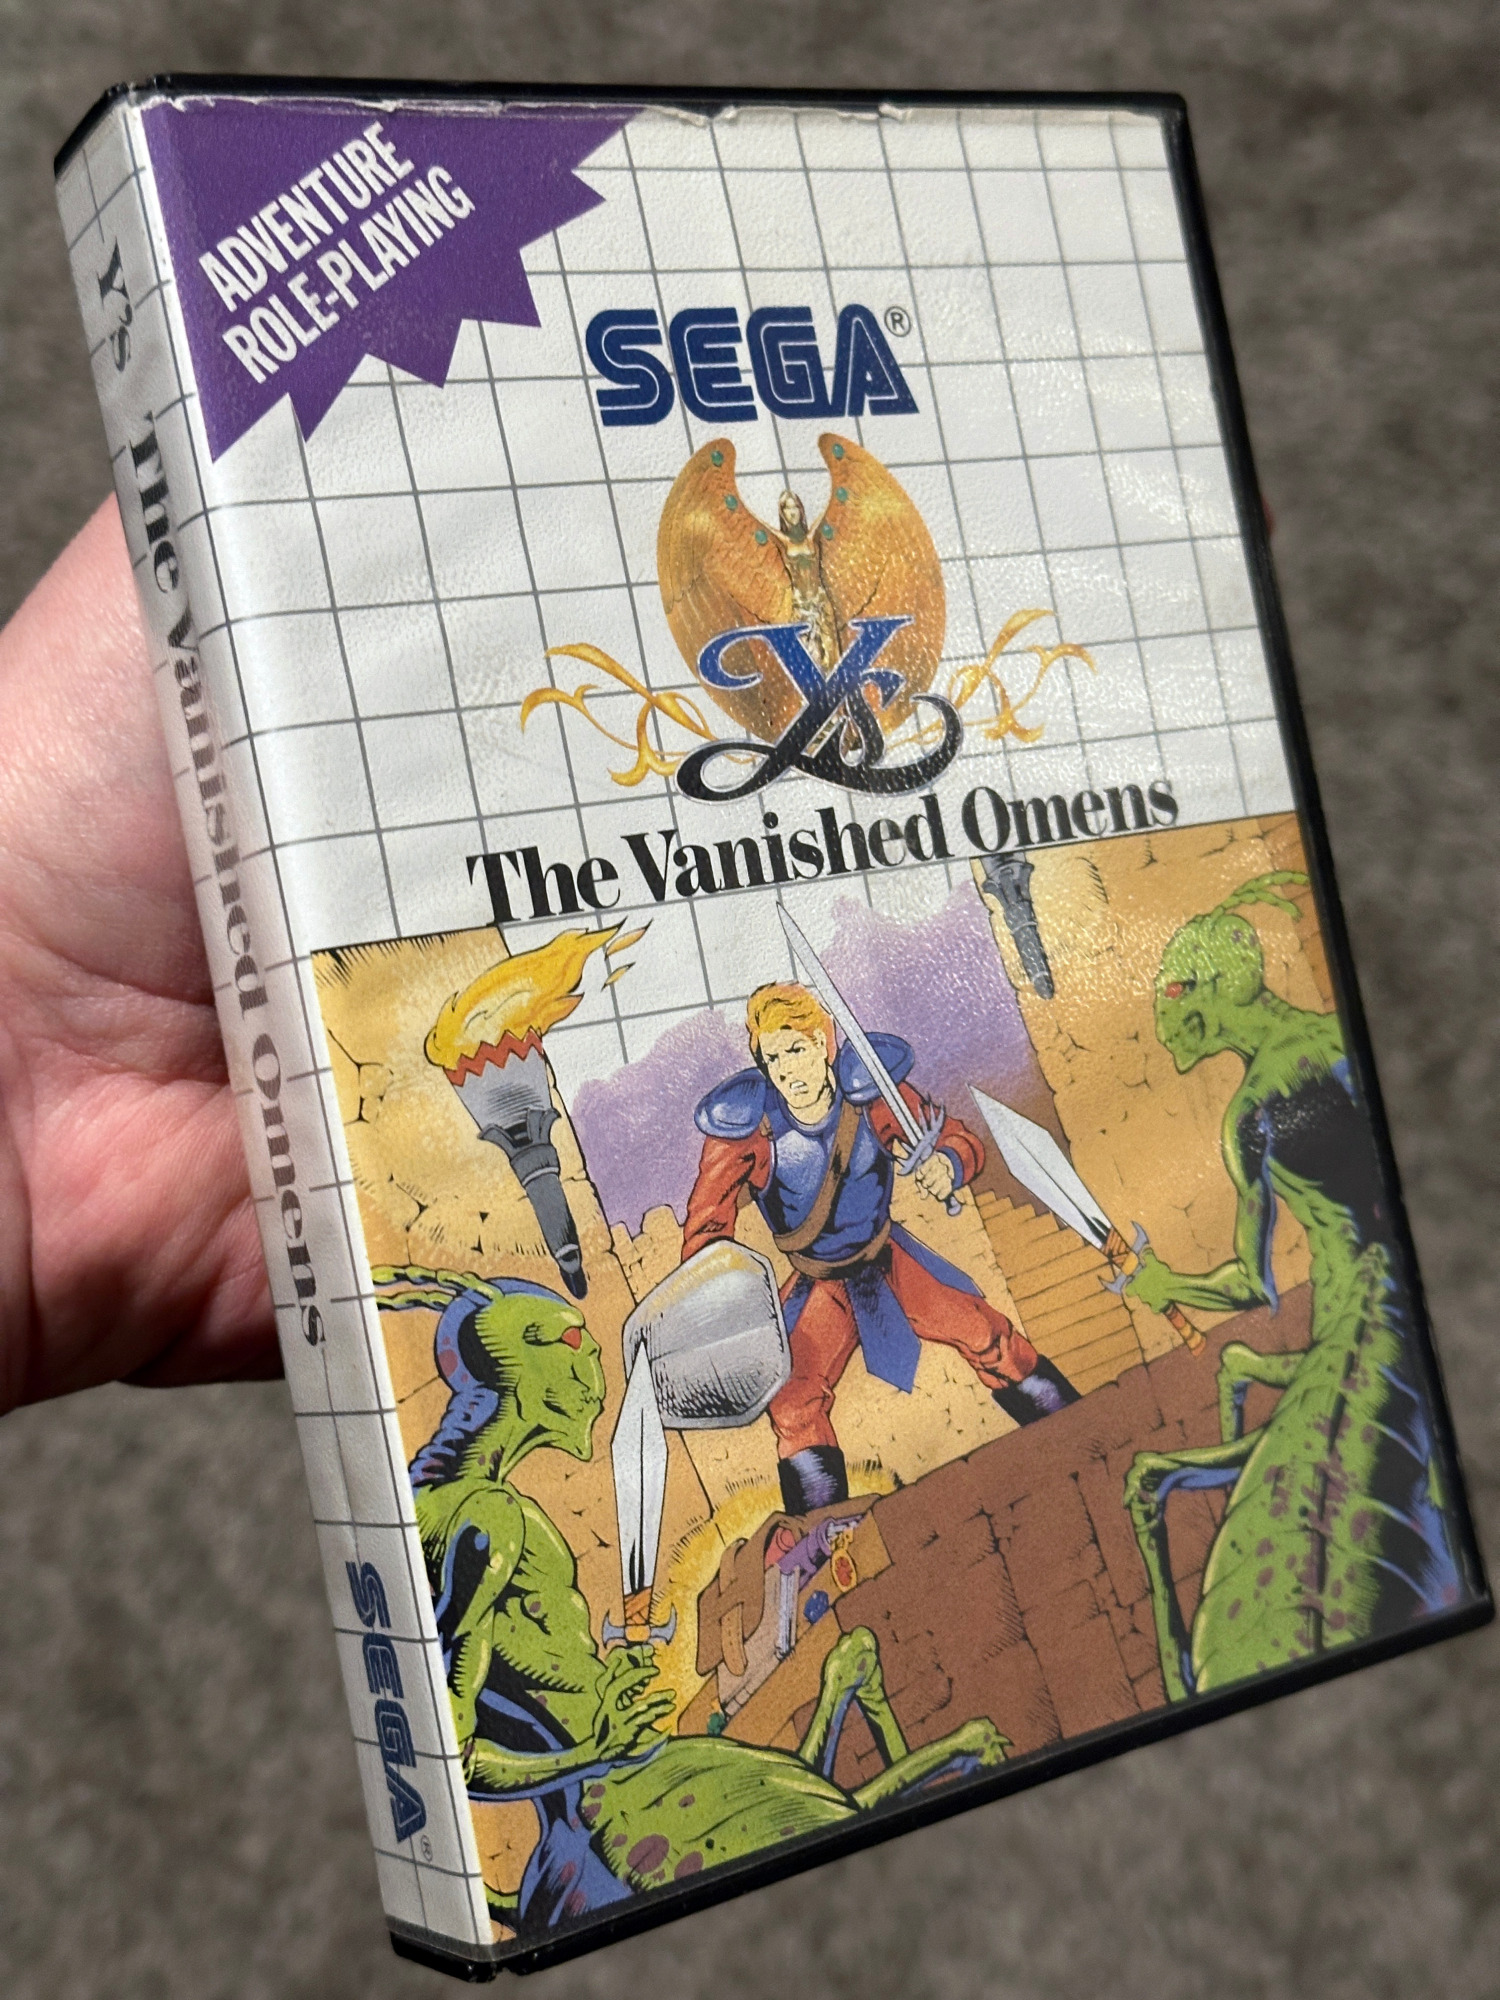 ADVENTURE
ROLE-PLAYING
SEGA®
Ys
The Vanished Omens
Y's The Vanished Omens
SEGA®